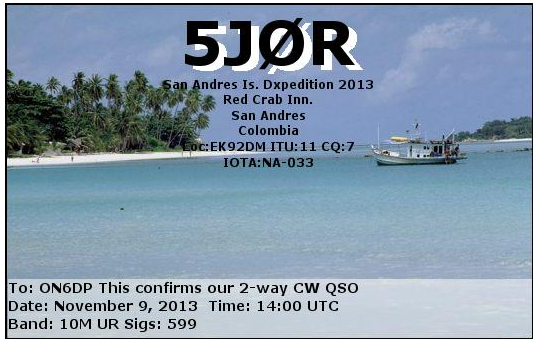 5JØR
San Andres Is. Dxpedition 2013
Red Crab Inn.
San Andres
Colombia
Loc:EK92DM ITU:11 CQ:7
IOTA:NA-033
To: ON6DP This confirms our 2-way CW QSO
Date: November 9, 2013 Time: 14:00 UTC
Band: 10M UR Sigs: 599